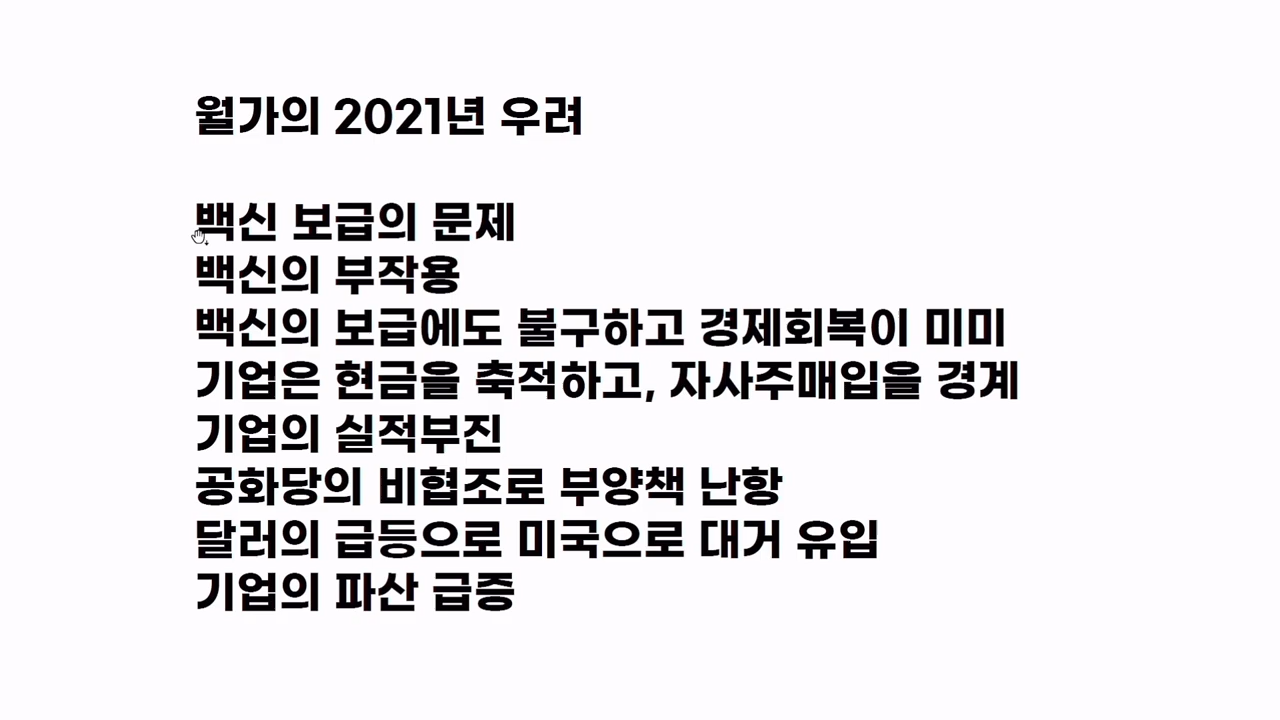 월가의 2021년 우려
백신 보급의 문제
백신의 부작용
백신의 보급에도 불구하고 경제회복이 미미
기업은 현금을 축적하고, 자사주매입을 경계
기업의 실적부진
공화당의 비협조로 부양책 난항
달러의 급등으로 미국으로 대거 유입
기업의 파산 급증